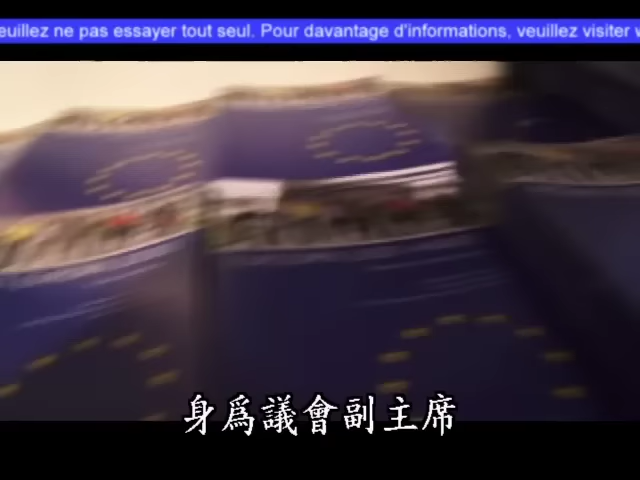 euillez ne pas essayer tout seul. Pour davantage d'informations, veuillez visiter
身爲議會副主席